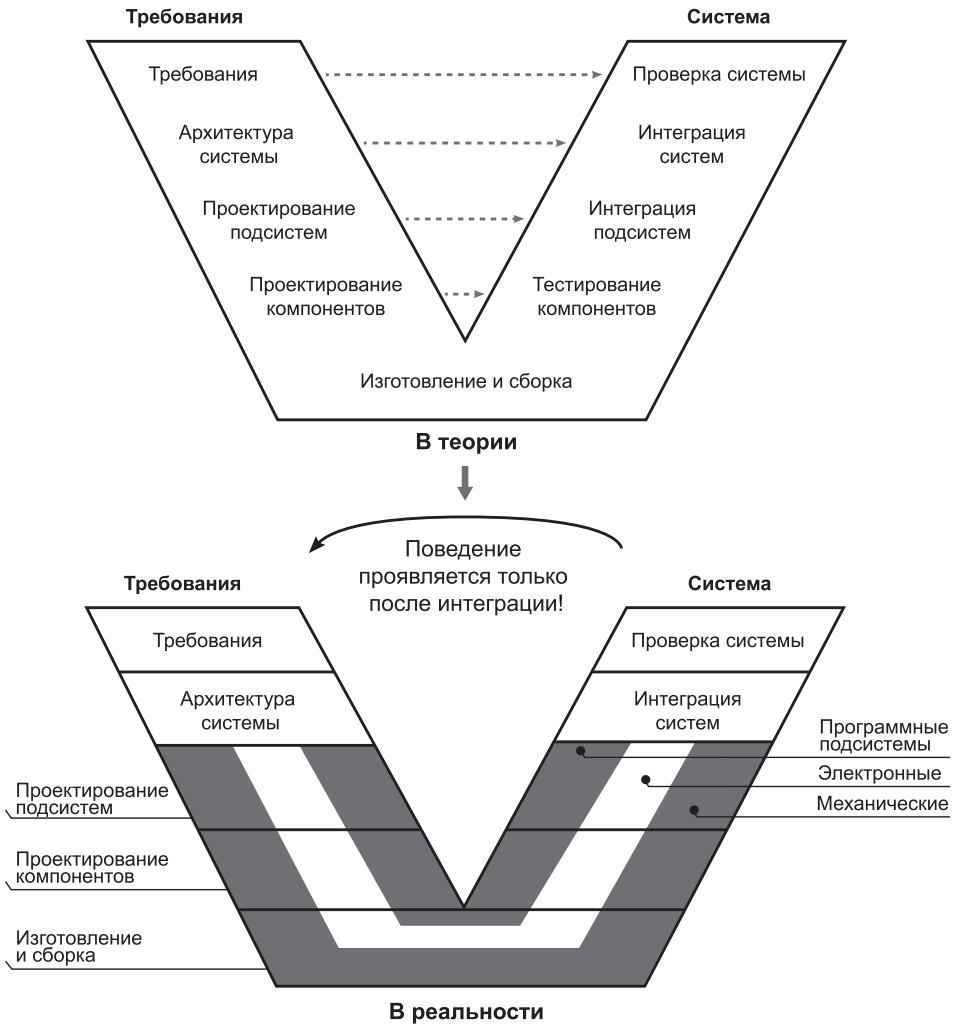 Требования
Система
Требования
Проверка системы
Архитектура
системы
Интеграция
систем
Проектирование
подсистем
Интеграция
подсистем
Проектирование
компонентов
Тестирование
компонентов
Изготовление и сборка
В теории
Поведение
проявляется только
после интеграции!
Требования
Система
Требования
Проверка системы
Архитектура
системы
Интеграция
систем
Программные
подсистемы
Электронные
Механические
Проектирование
подсистем
Проектирование
компонентов
Изготовление
и сборка
В реальности